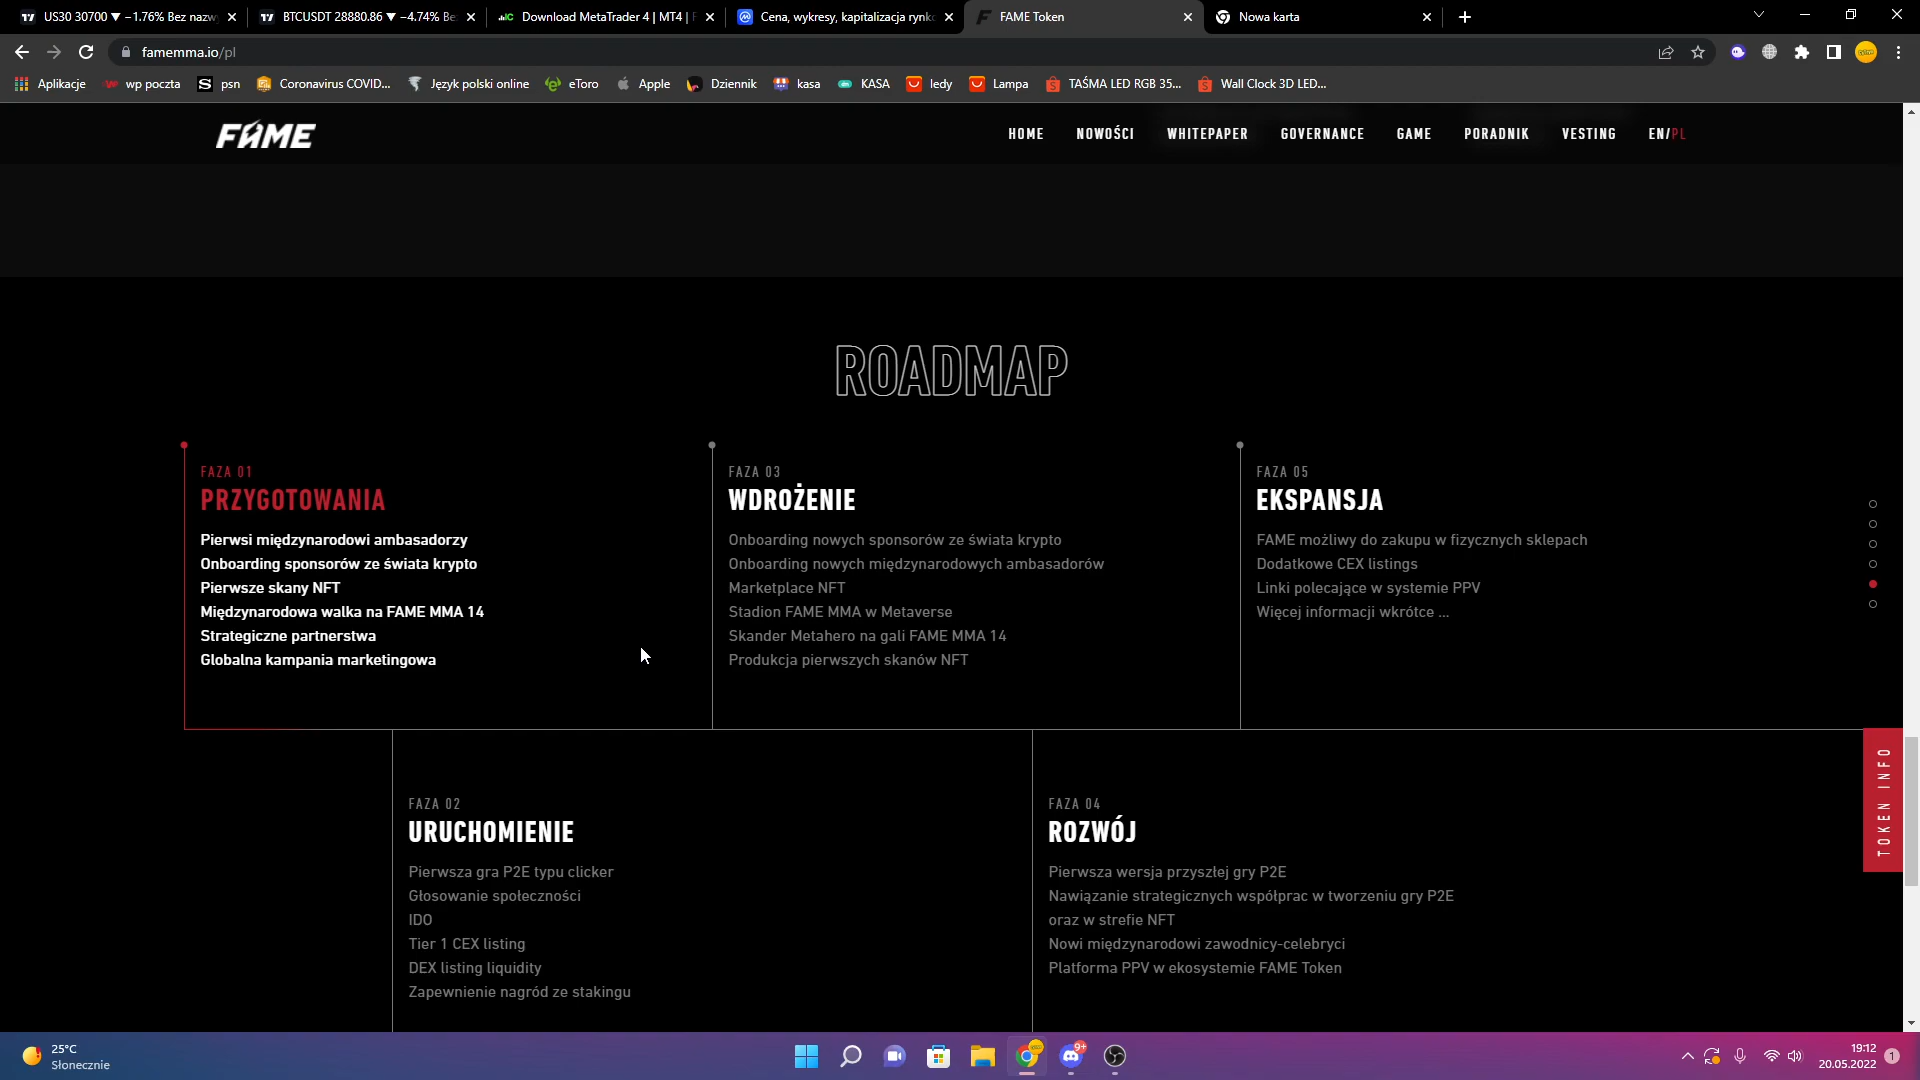 US30 30700 ▼ −1.76% Bez nazw
BTCUSDT 28880.86 ▼ −4.74% Be
Download MetaTrader 4 | MT4 | F
Cena, wykresy, kapitalizacja rynko
FAME Token
Nowa karta
famemma.io/pl
Aplikacje
wp poczta
psn
Coronavirus COVID...
Język polski online
eToro
Apple
Dziennik
kasa
KASA
ledy
Lampa
TAŚMA LED RGB 35...
Wall Clock 3D LED...
FAME
HOME
NOWOŚCI
WHITEPAPER
GOVERNANCE
GAME
PORADNIK
VESTING
EN/PL
ROADMAP
FAZA 01
PRZYGOTOWANIA
Pierwsi międzynarodowi ambasadorzy
Onboarding sponsorów ze świata krypto
Pierwsze skany NFT
Międzynarodowa walka na FAME MMA 14
Strategiczne partnerstwa
Globalna kampania marketingowa
FAZA 03
WDROŻENIE
Onboarding nowych sponsorów ze świata krypto
Onboarding nowych międzynarodowych ambasadorów
Marketplace NFT
Stadion FAME MMA w Metaverse
Skander Metahero na gali FAME MMA 14
Produkcja pierwszych skanów NFT
FAZA 05
EKSPANSJA
FAME możliwy do zakupu w fizycznych sklepach
Dodatkowe CEX listings
Linki polecające w systemie PPV
Więcej informacji wkrótce ...
TOKEN INFO
FAZA 02
URUCHOMIENIE
Pierwsza gra P2E typu clicker
Głosowanie społeczności
IDO
Tier 1 CEX listing
DEX listing liquidity
Zapewnienie nagród ze stakingu
FAZA 04
ROZWÓJ
Pierwsza wersja przyszłej gry P2E
Nawiązanie strategicznych współprac w tworzeniu gry P2E
oraz w strefie NFT
Nowi międzynarodowi zawodnicy-celebryci
Platforma PPV w ekosystemie FAME Token
25°C
Słonecznie
9+
19:12
20.05.2022
1